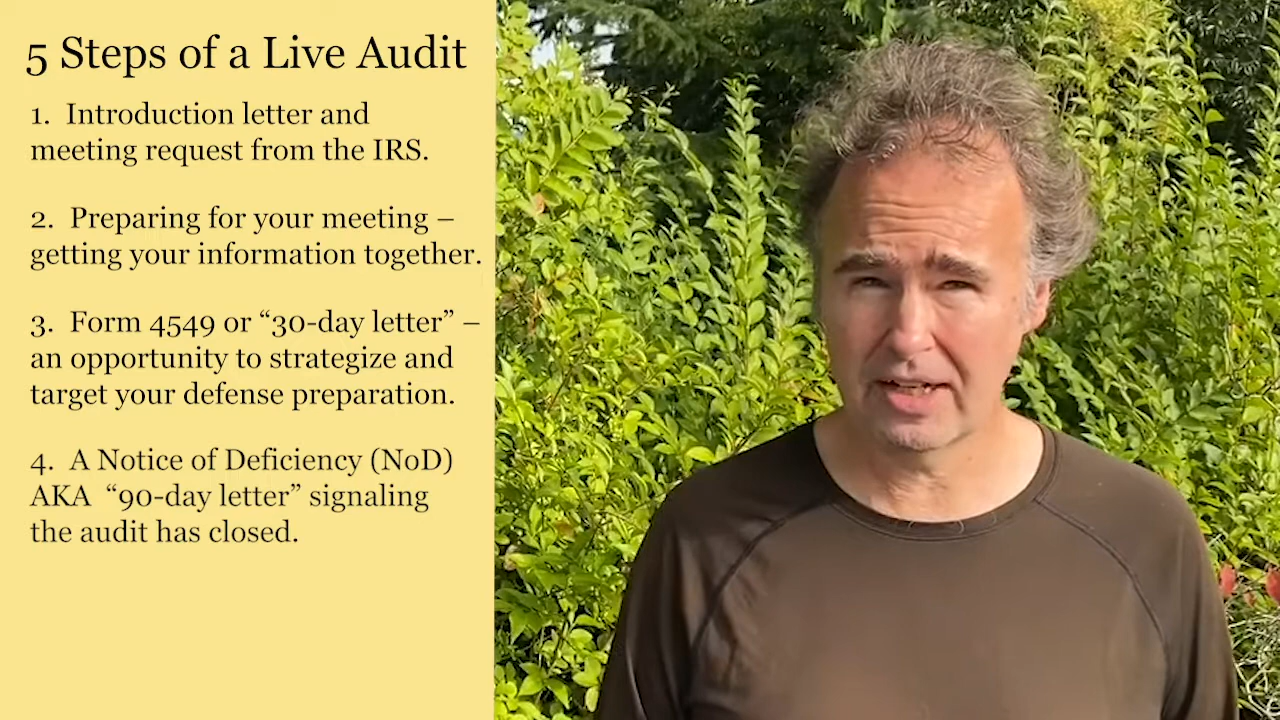 5 Steps of a Live Audit
1. Introduction letter and
meeting request from the IRS.
2. Preparing for your meeting –
getting your information together.
3. Form 4549 or “30-day letter” –
an opportunity to strategize and
target your defense preparation.
4. A Notice of Deficiency (NoD)
AKA “90-day letter” signaling
the audit has closed.